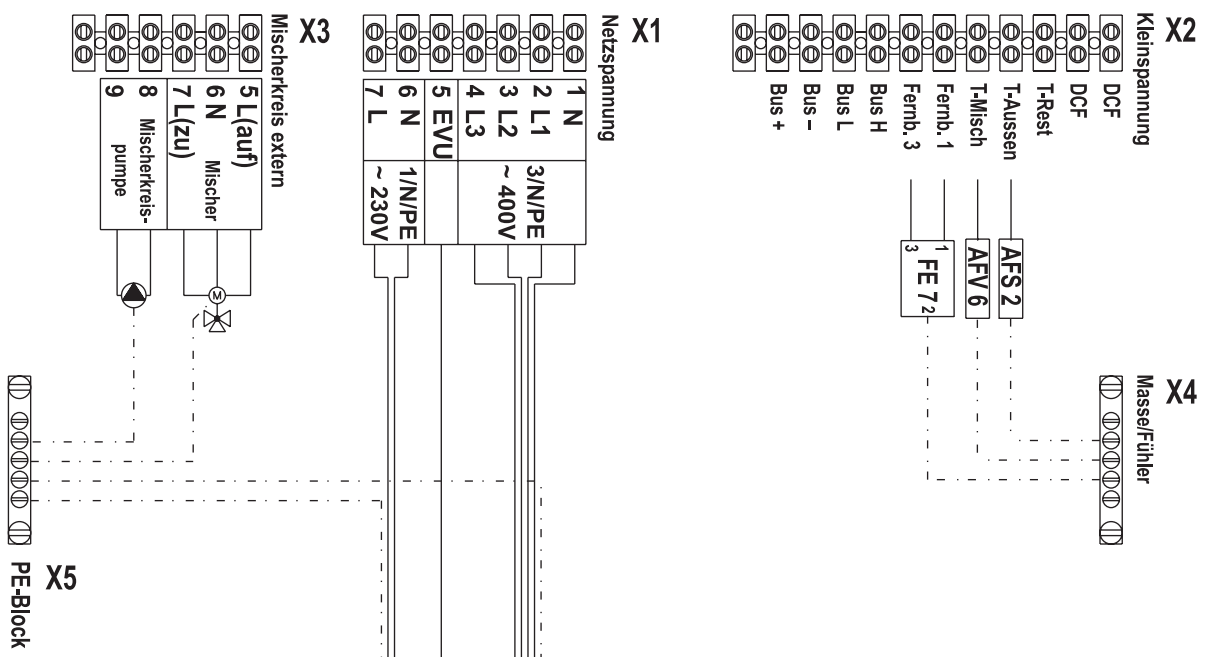 X3
Mischerkreis extern
5 L(auf)
6 N
7 L(zu)
Mischer
8
9
Mischerkreis-
pumpe
M
X1
Netzspannung
1 N
2 L1
3 L2
4 L3
5 EVU
6 N
7 L
3/N/PE
~ 400V
1/N/PE
~ 230V
X2
Kleinspannung
DCF
DCF
T-Rest
T-Aussen
T-Misch
Fernb. 1
Fernb. 3
Bus H
Bus L
Bus –
Bus +
AFS 2
AFV 6
1
FE 7
2
3
X4
Masse/Fühler
X5
PE-Block